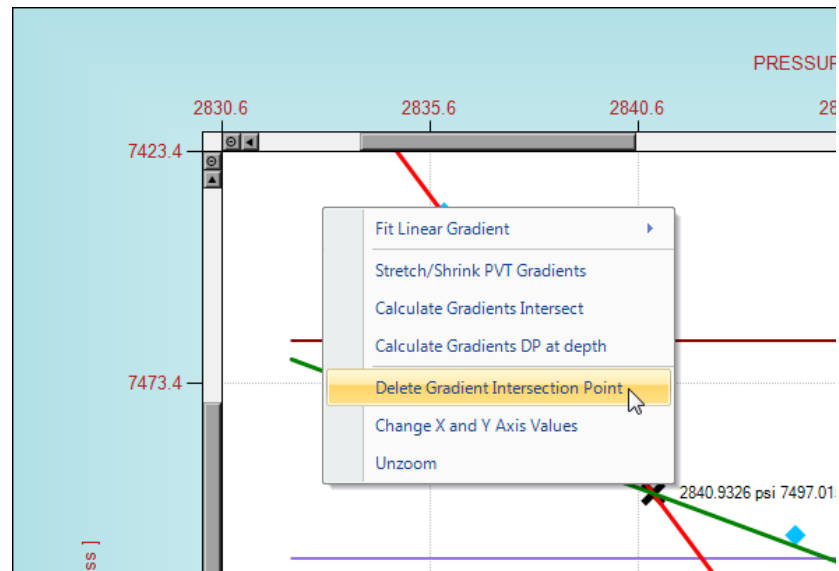 PRESSUR
2830.6 2835.6 2840.6 28
7423.4
Fit Linear Gradient
Stretch/Shrink PVT Gradients
Calculate Gradients Intersect
Calculate Gradients DP at depth
7473.4
Delete Gradient Intersection Point
Change X and Y Axis Values
Unzoom
2840.9326 psi 7497.01
ss ]